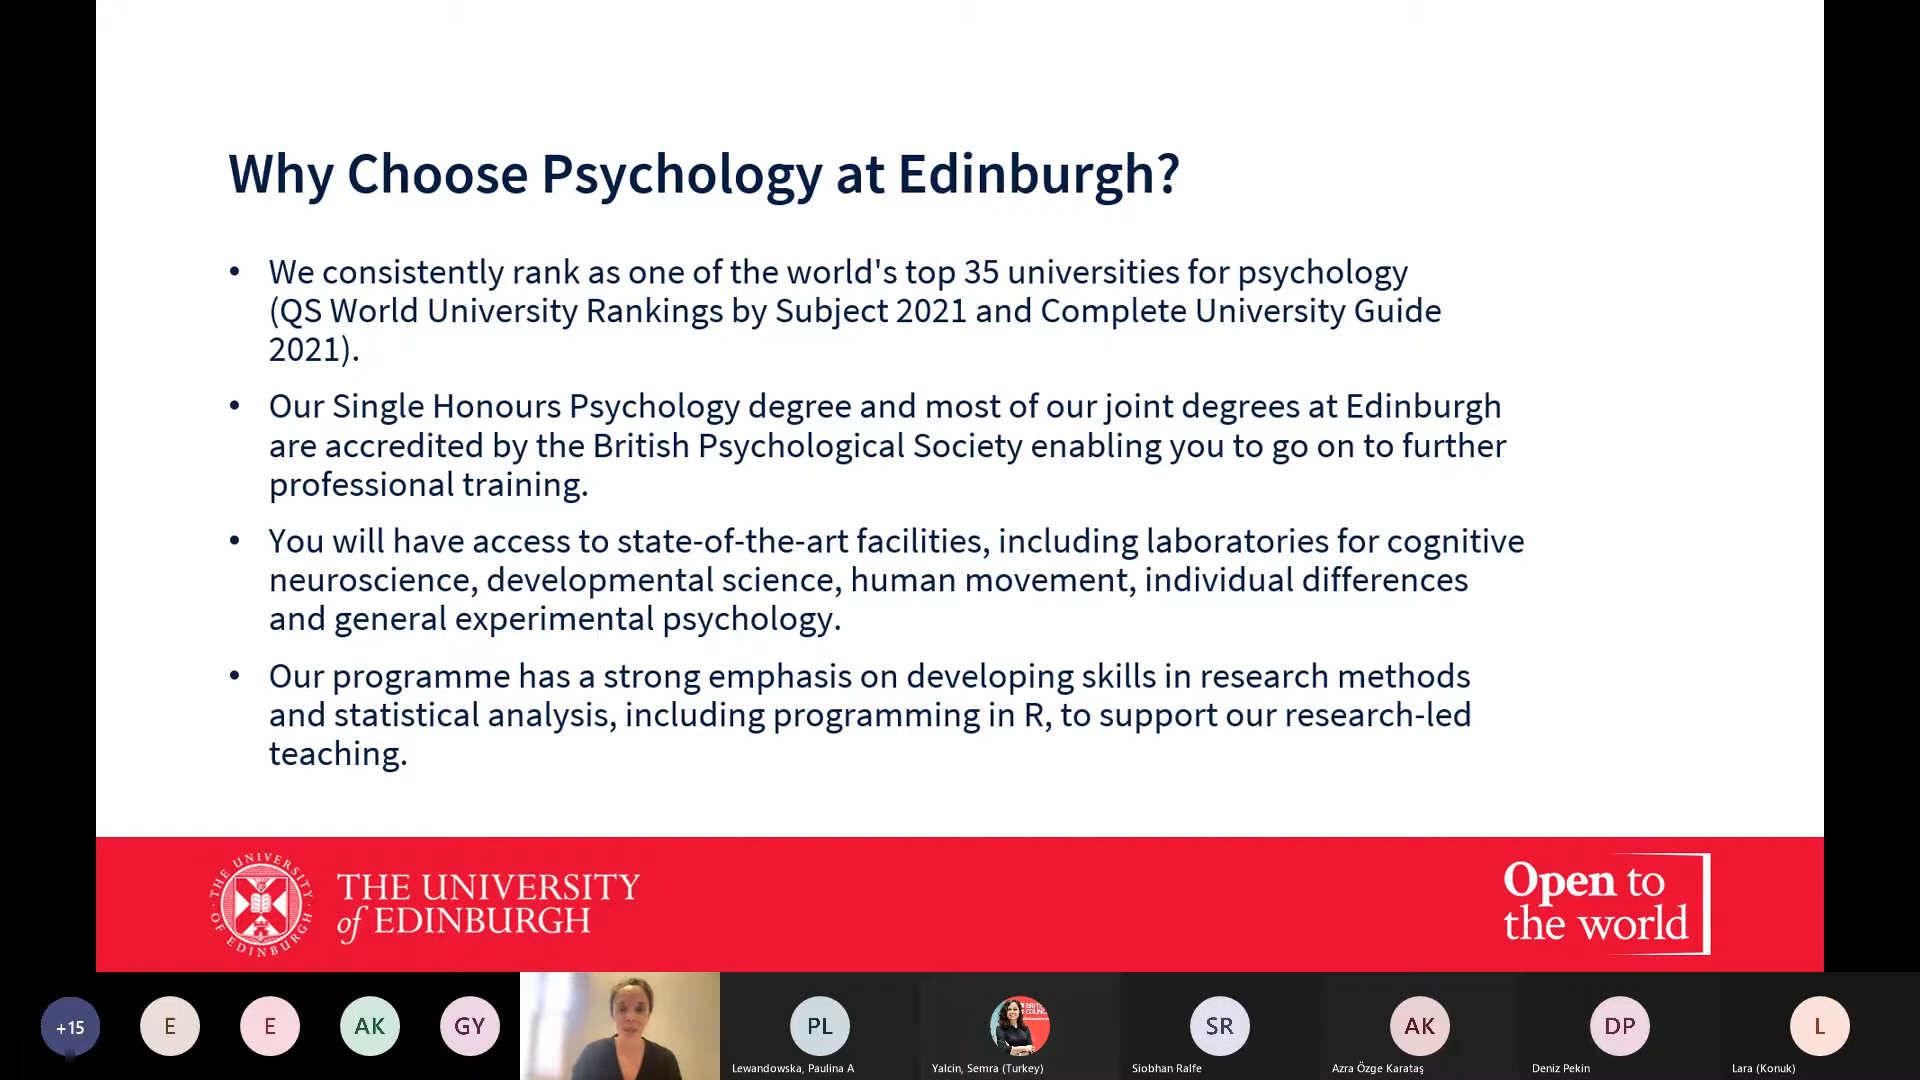 Why Choose Psychology at Edinburgh?
• We consistently rank as one of the world's top 35 universities for psychology
(QS World University Rankings by Subject 2021 and Complete University Guide
2021).
• Our Single Honours Psychology degree and most of our joint degrees at Edinburgh
are accredited by the British Psychological Society enabling you to go on to further
professional training.
• You will have access to state-of-the-art facilities, including laboratories for cognitive
neuroscience, developmental science, human movement, individual differences
and general experimental psychology.
• Our programme has a strong emphasis on developing skills in research methods
and statistical analysis, including programming in R, to support our research-led
teaching.
THE UNIVERSITY OF EDINBURGH
THE UNIVERSITY
of EDINBURGH
Open to
the world
+15
E
E
AK
GY
PL
Lewandowska, Paulina A
Yalcin, Semra (Turkey)
SR
Siobhan Ralfe
AK
Azra Özge Karataş
DP
Deniz Pekin
L
Lara (Konuk)